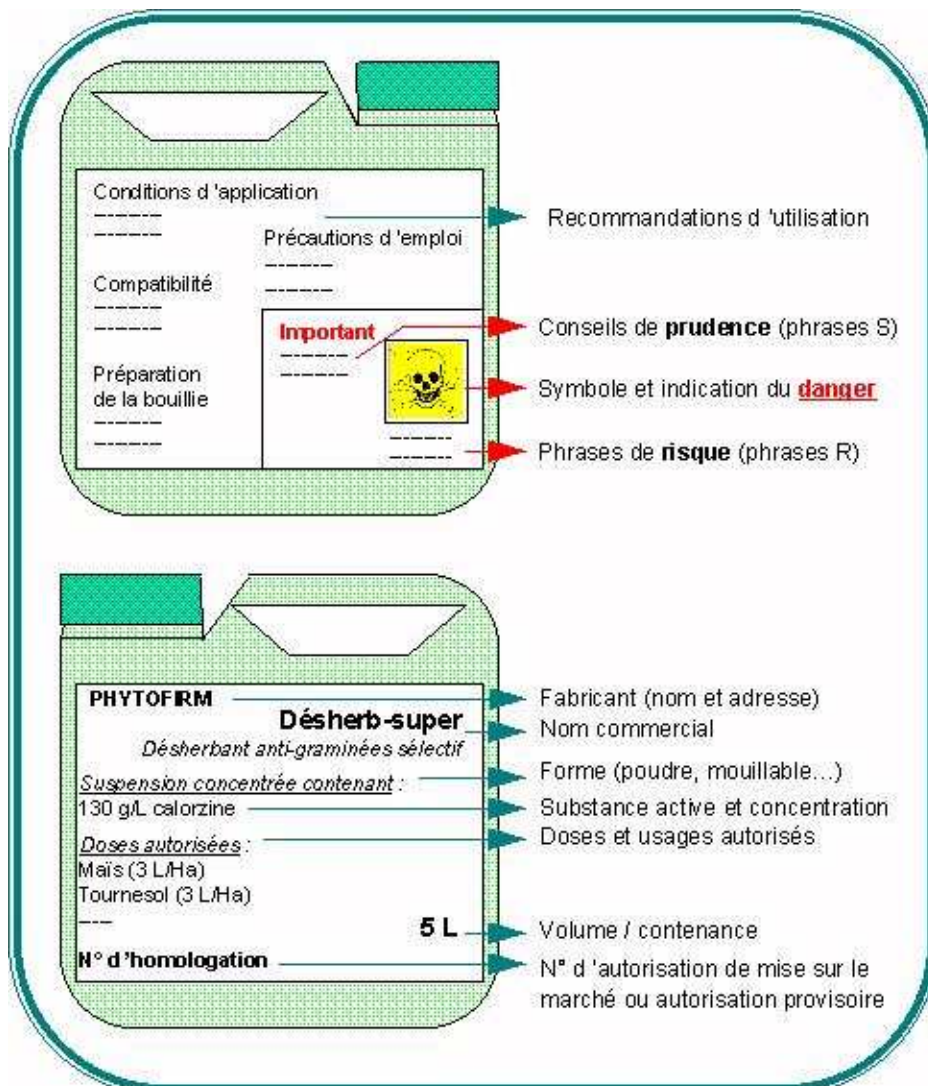 Conditions d 'application
------
------
Précautions d 'emploi
------
------
Compatibilité
------
------
Préparation
de la bouillie
------
------
Important
------
------
------
------
Recommandations d 'utilisation
Conseils de prudence (phrases S)
Symbole et indication du danger
Phrases de risque (phrases R)
PHYTOFIRM
Désherb-super
Désherbant anti-graminées sélectif
Suspension concentrée contenant :
130 g/L calorzine
Doses autorisées :
Maïs (3 L/Ha)
Tournesol (3 L/Ha)
----
5 L
N° d'homologation
Fabricant (nom et adresse)
Nom commercial
Forme (poudre, mouillable...)
Substance active et concentration
Doses et usages autorisés
Volume / contenance
N° d 'autorisation de mise sur le
marché ou autorisation provisoire